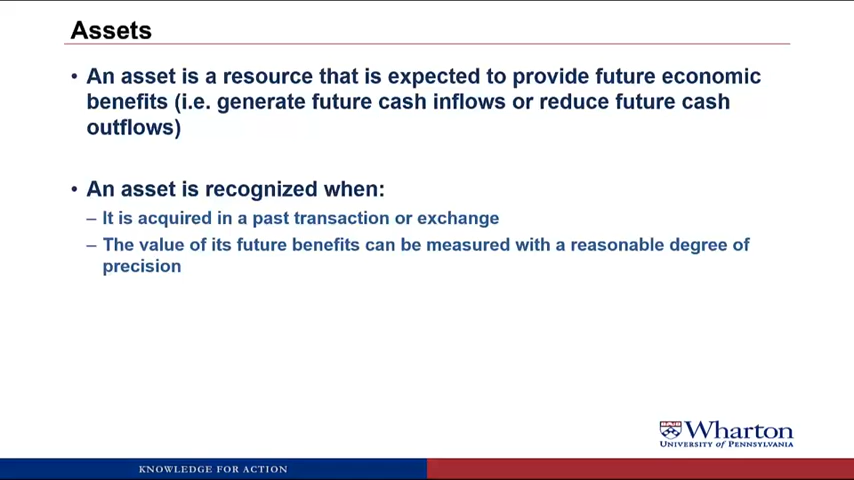 Assets
• An asset is a resource that is expected to provide future economic
benefits (i.e. generate future cash inflows or reduce future cash
outflows)
• An asset is recognized when:
– It is acquired in a past transaction or exchange
– The value of its future benefits can be measured with a reasonable degree of
precision
Wharton
UNIVERSITY of PENNSYLVANIA
KNOWLEDGE FOR ACTION